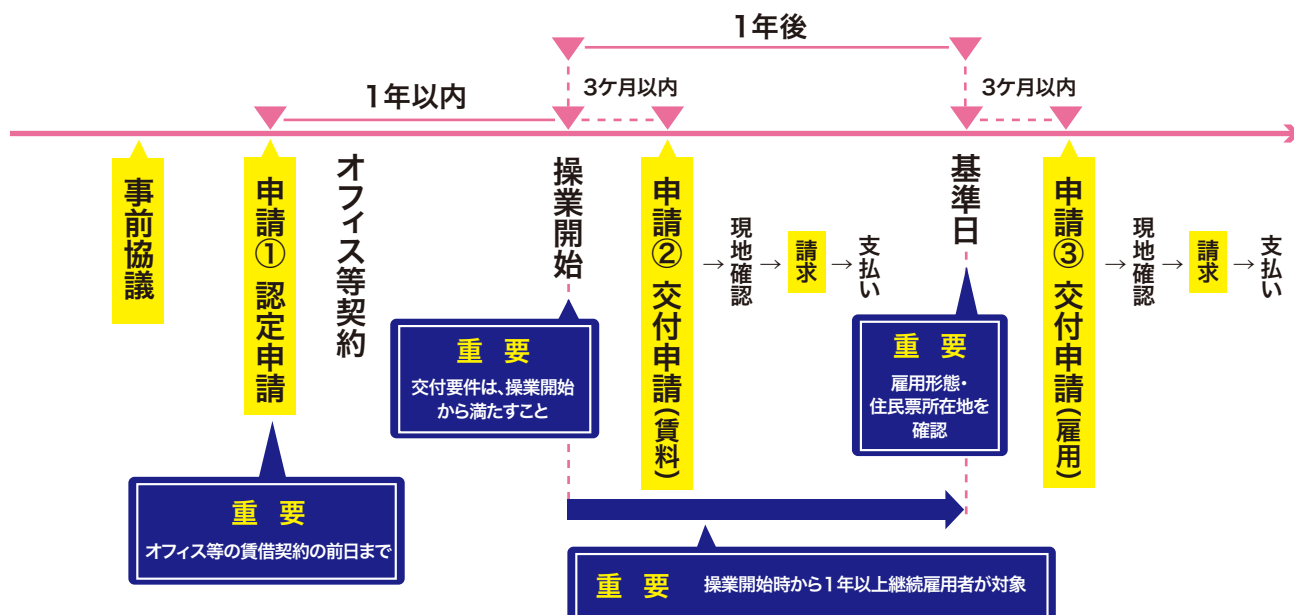 1年後
3ケ月以内
3ケ月以内
1年以内
事前協議
申請① 認定申請
オフィス等契約
操業開始
申請② 交付申請(賃料)
→
現地確認
→
請求
→
支払い
基準日
申請③ 交付申請(雇用)
→
現地確認
→
請求
→
支払い
重要
交付要件は、操業開始
から満たすこと
重要
雇用形態・
住民票所在地を
確認
重要
オフィス等の賃借契約の前日まで
重要 操業開始時から1年以上継続雇用者が対象